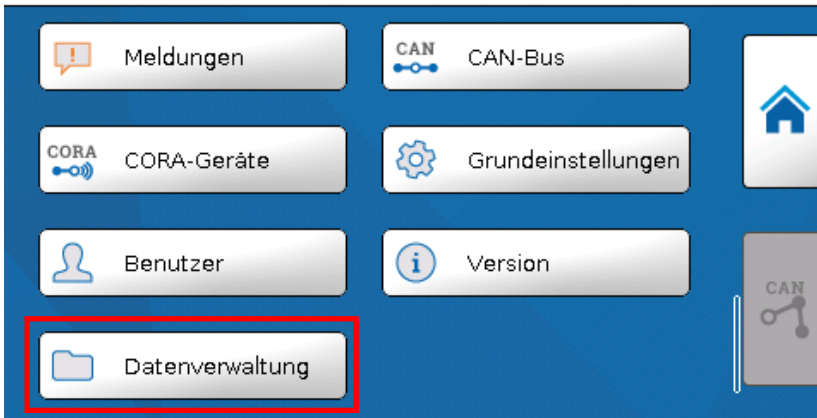 Meldungen
CAN
CAN-Bus
CORA
CORA-Geräte
Grundeinstellungen
Benutzer
i
Version
CAN
Datenverwaltung